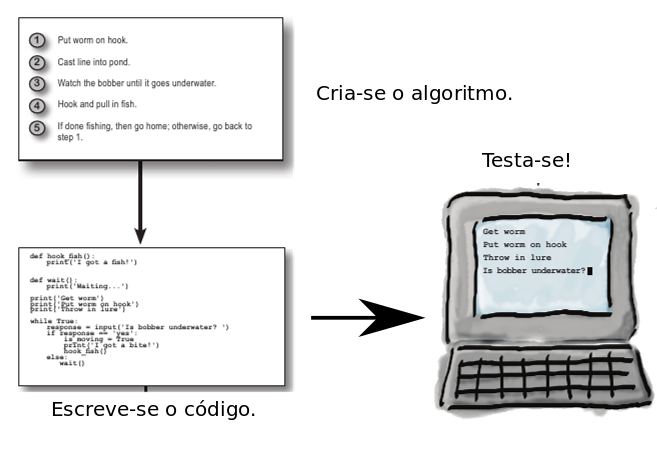 1 Put worm on hook.
2 Cast line into pond.
3 Watch the bobber until it goes underwater.
4 Hook and pull in fish.
5 If done fishing, then go home; otherwise, go back to
step 1.
Cria-se o algoritmo.
def hook_fish():
    print('I got a fish!')
def wait():
    print('Waiting...')
print('Get worm')
print('Put worm on hook')
print('Throw in lure')
while True:
    response = input('Is bobber underwater? ')
    if response == 'yes':
        is_moving = True
        print('I got a bite!')
        hook_fish()
    else:
        wait()
Escreve-se o código.
Testa-se!
Get worm
Put worm on hook
Throw in lure
Is bobber underwater?